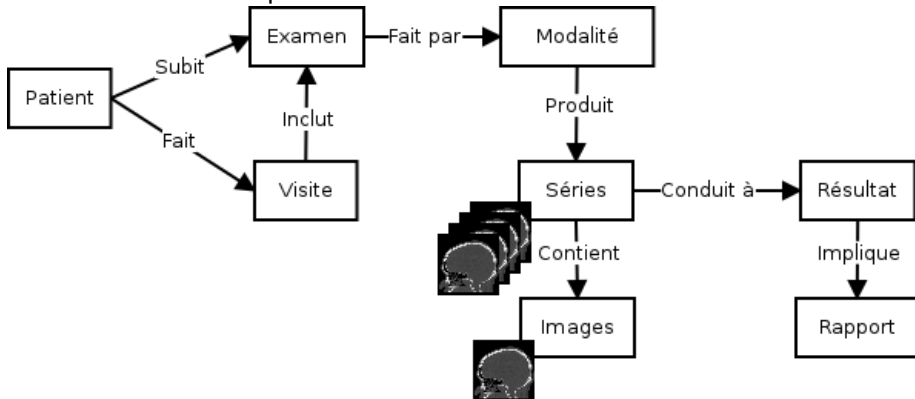 Examen
Fait par
Modalité
Subit
Patient
Produit
Inclut
Fait
Visite
Séries
Conduit à
Résultat
Contient
Implique
Images
Rapport